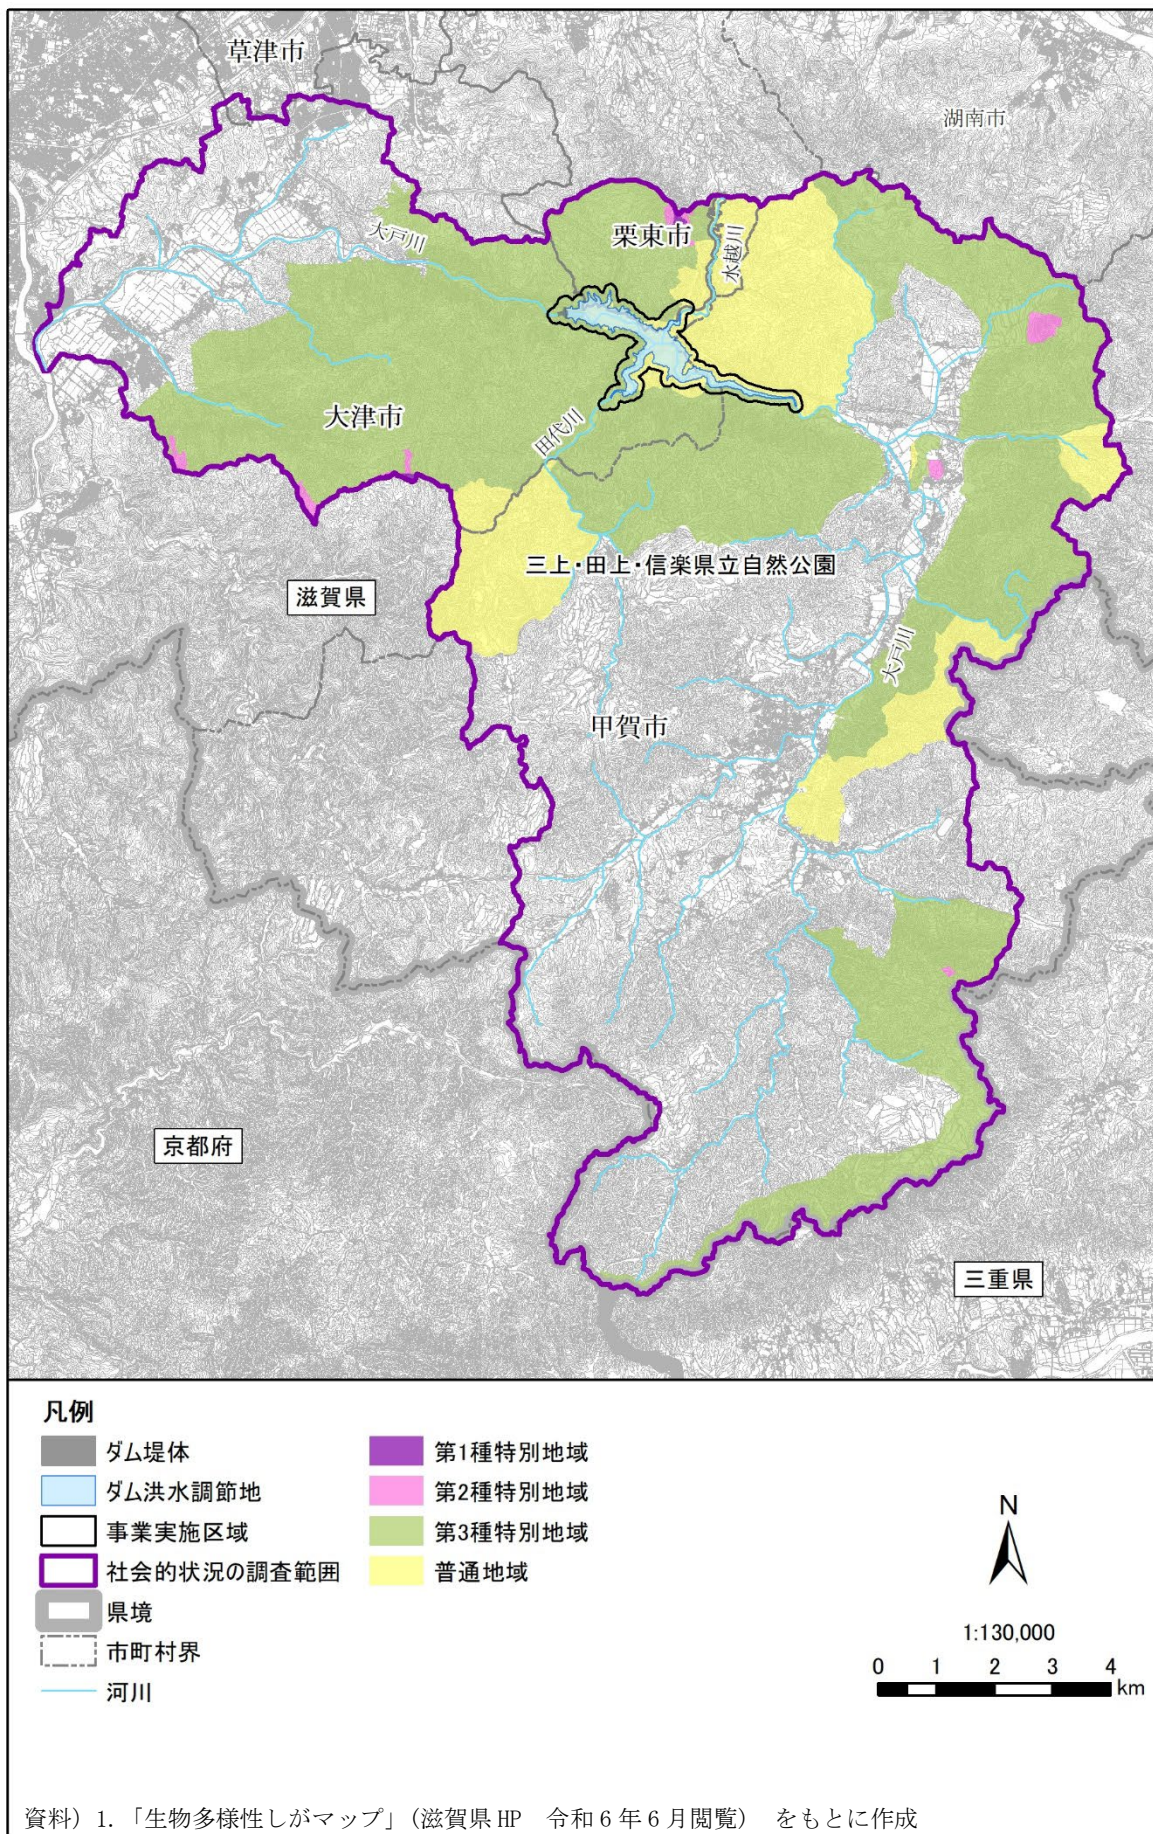 草津市
湖南市
栗東市
大戸川
水越川
大津市
田代川
三上・田上・信楽県立自然公園
滋賀県
大戸川
甲賀市
京都府
三重県
凡例
ダム堤体
ダム洪水調節地
事業実施区域
社会的状況の調査範囲
県境
市町村界
河川
第1種特別地域
第2種特別地域
第3種特別地域
普通地域
N
1:130,000
0 1 2 3 4
km
資料）1.「生物多様性しがマップ」（滋賀県HP 令和6年6月閲覧） をもとに作成